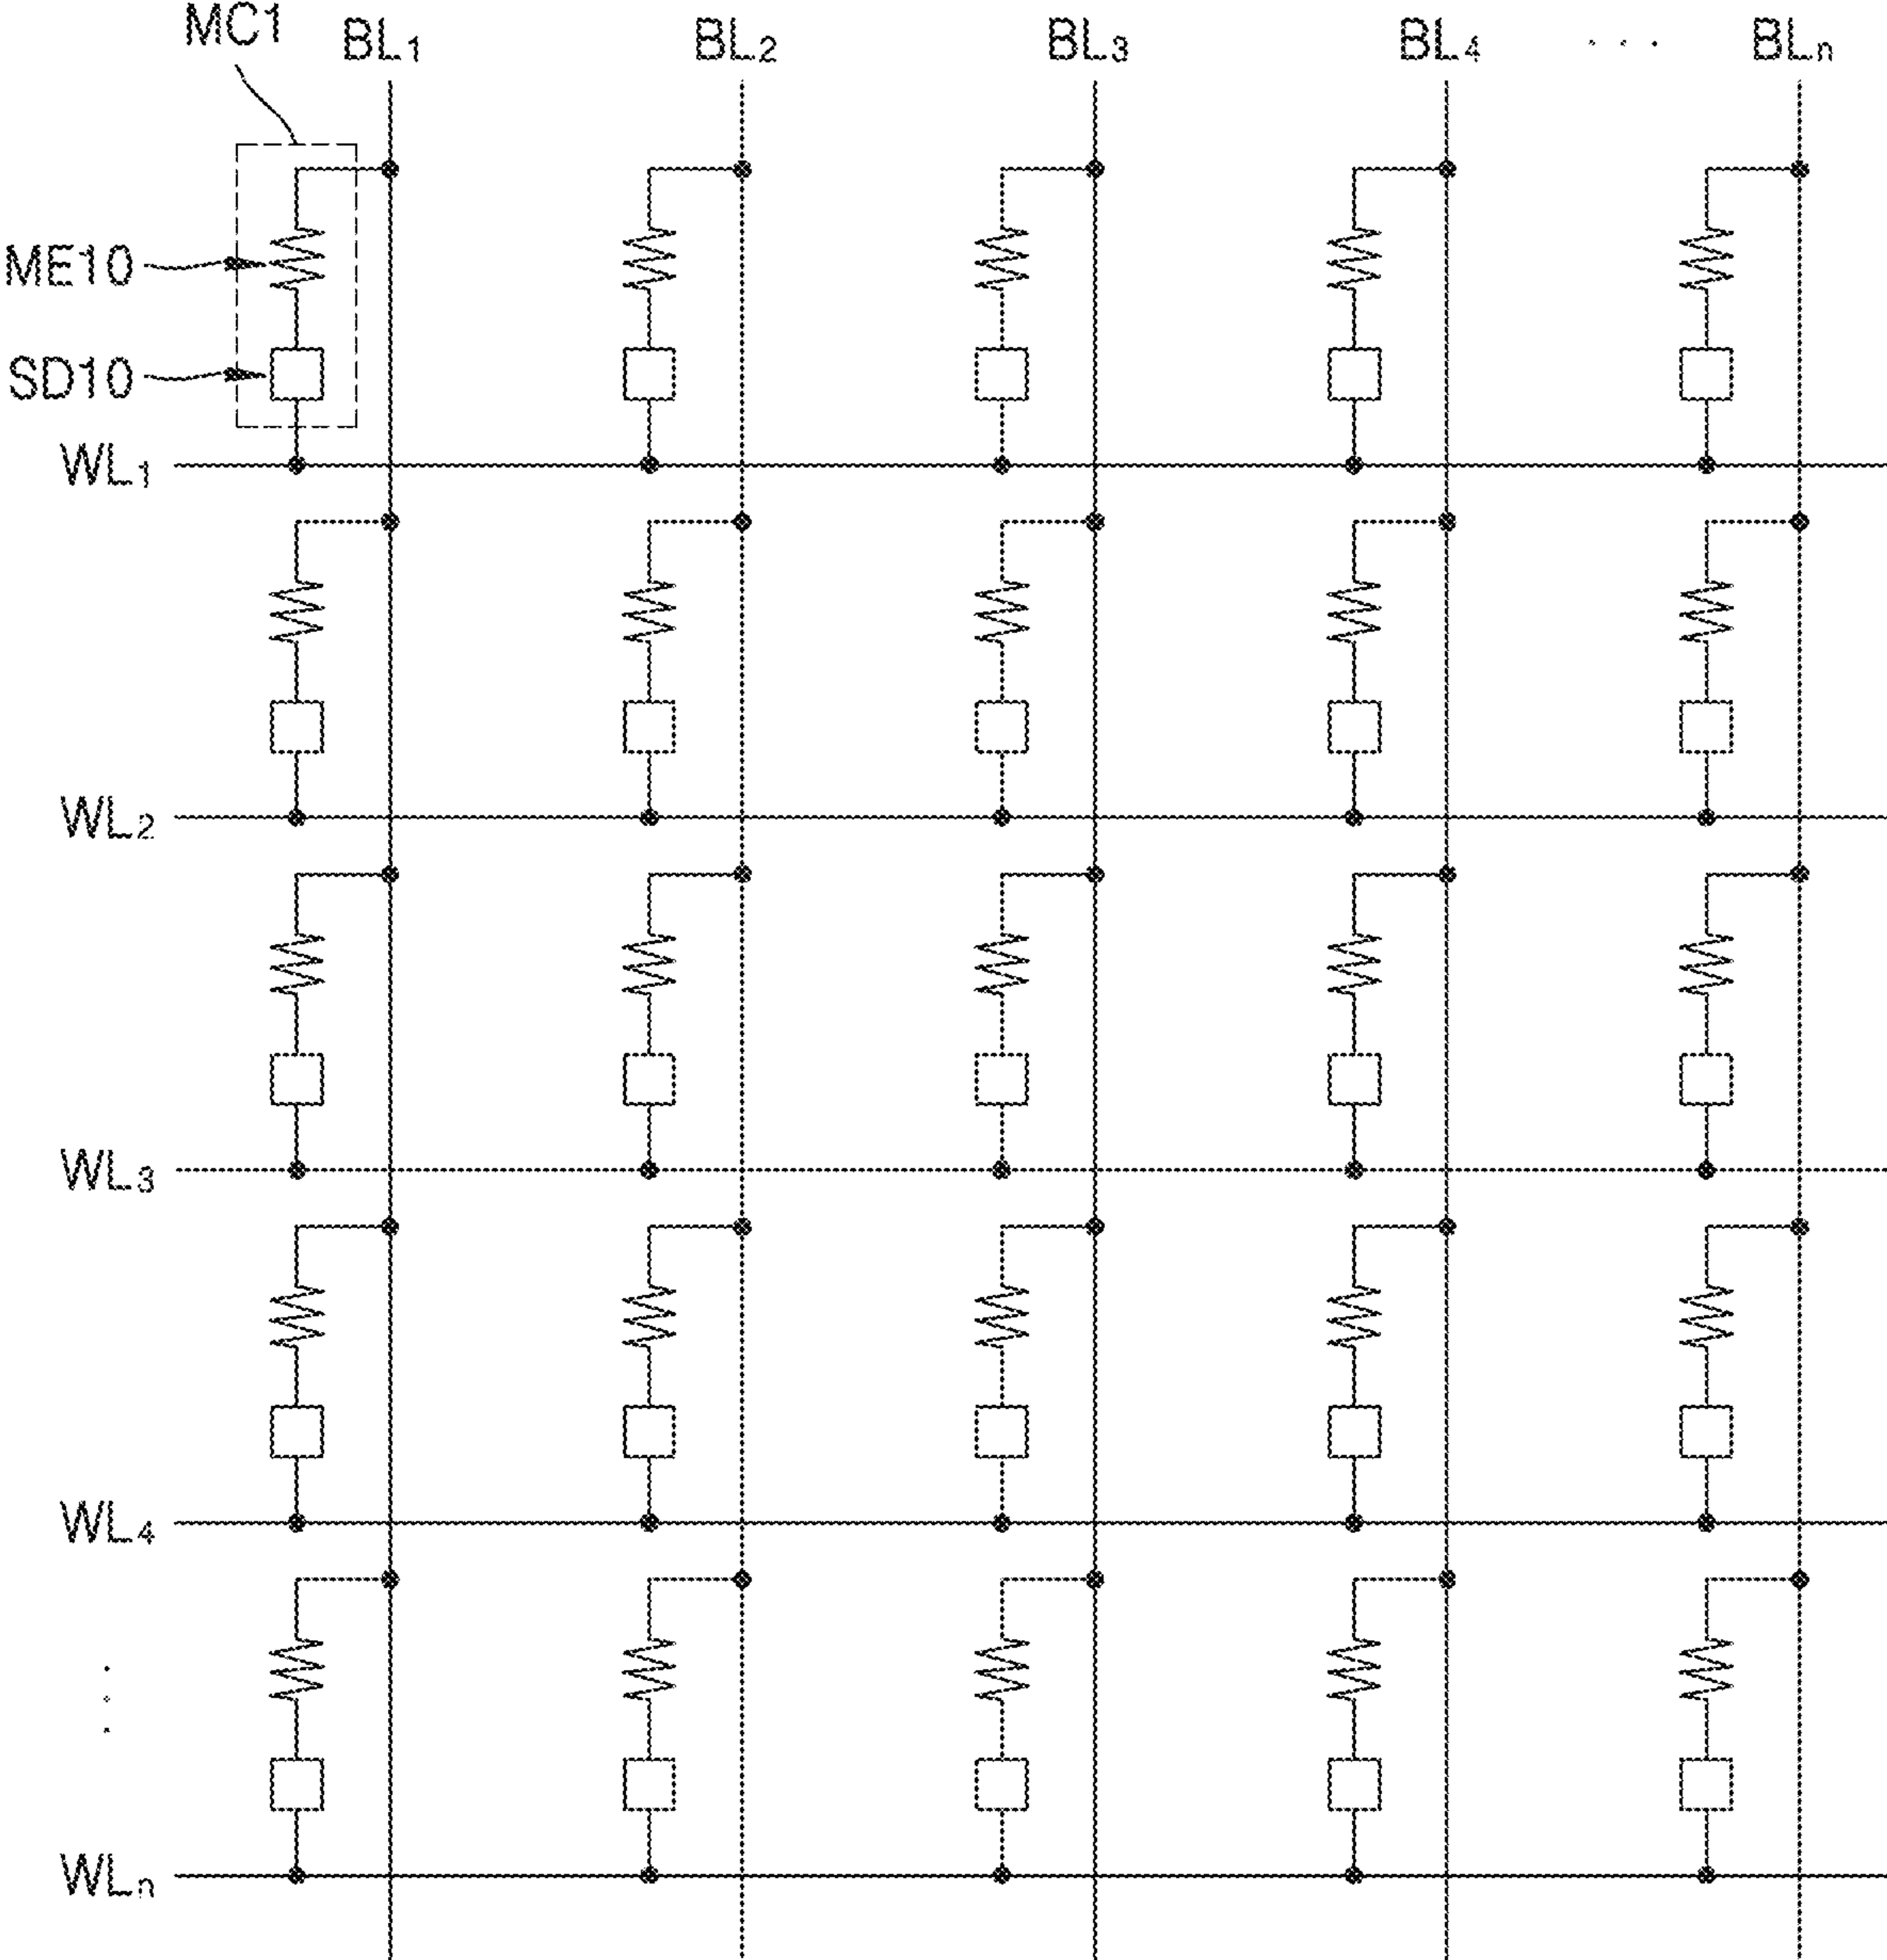 MC1 BL₁ BL₂ BL₃ BL₄ · · · BLₙ
ME10
SD10
WL₁
WL₂
WL₃
WL₄
WLₙ